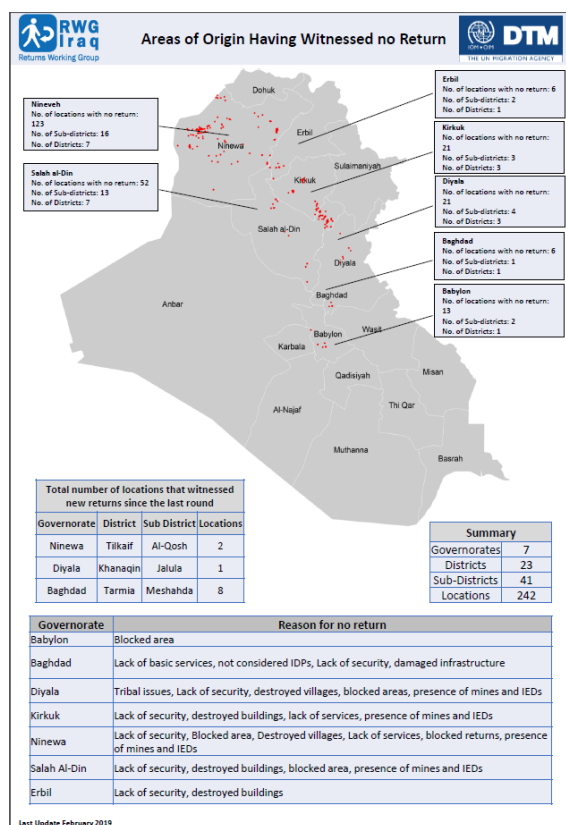 RWG
Iraq
Returns Working Group
Areas of Origin Having Witnessed no Return
IOM • OIM
DTM
THE UN MIGRATION AGENCY
Nineveh
No. of locations with no return:
123
No. of Sub-districts: 16
No. of Districts: 7
Salah al-Din
No. of locations with no return: 52
No. of Sub-districts: 13
No. of Districts: 7
Erbil
No. of locations with no return: 6
No. of Sub-districts: 2
No. of Districts: 1
Kirkuk
No. of locations with no return:
21
No. of Sub-districts: 3
No. of Districts: 3
Diyala
No. of locations with no return:
21
No. of Sub-districts: 4
No. of Districts: 3
Baghdad
No. of locations with no return: 6
No. of Sub-districts: 1
No. of Districts: 1
Babylon
No. of locations with no return:
13
No. of Sub-districts: 2
No. of Districts: 1
Dohuk
Ninewa
Erbil
Sulaimaniyah
Kirkuk
Salah al-Din
Diyala
Anbar
Baghdad
Babylon
Wasit
Karbala
Qadisiyah
Misan
Al-Najaf
Thi Qar
Muthanna
Basrah
Total number of locations that witnessed
new returns since the last round
Governorate District Sub District Locations
Ninewa Tilkaif Al-Qosh 2
Diyala Khanaqin Jalula 1
Baghdad Tarmia Meshahda 8
Summary
Governorates 7
Districts 23
Sub-Districts 41
Locations 242
Governorate Reason for no return
Babylon Blocked area
Baghdad Lack of basic services, not considered IDPs, Lack of security, damaged infrastructure
Diyala Tribal issues, Lack of security, destroyed villages, blocked areas, presence of mines and IEDs
Kirkuk Lack of security, destroyed buildings, lack of services, presence of mines and IEDs
Ninewa Lack of security, Blocked area, Destroyed villages, Lack of services, blocked returns, presence
of mines and IEDs
Salah Al-Din Lack of security, destroyed buildings, blocked area, presence of mines and IEDs
Erbil Lack of security, destroyed buildings
Last Update February 2019